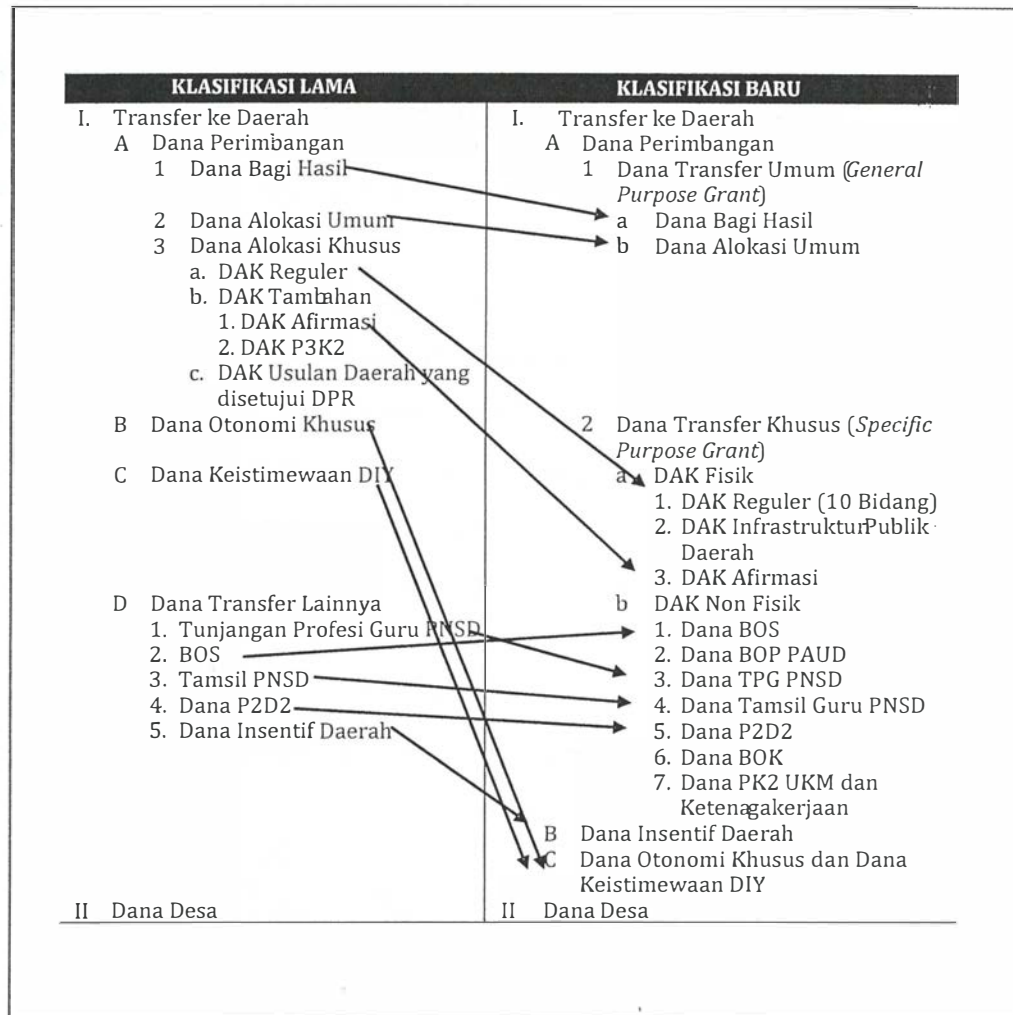 KLASIFIKASI LAMA
I. Transfer ke Daerah
A Dana Perimbangan
1 Dana Bagi Hasil
2 Dana Alokasi Umum
3 Dana Alokasi Khusus
a. DAK Reguler
b. DAK Tambahan
1. DAK Afirmasi
2. DAK P3K2
c. DAK Usulan Daerah yang
disetujui DPR
B Dana Otonomi Khusus
C Dana Keistimewaan DIY
D Dana Transfer Lainnya
1. Tunjangan Profesi Guru PNSD
2. BOS
3. Tamsil PNSD
4. Dana P2D2
5. Dana Insentif Daerah
II Dana Desa
KLASIFIKASI BARU
I. Transfer ke Daerah
A Dana Perimbangan
1 Dana Transfer Umum (General
Purpose Grant)
a Dana Bagi Hasil
b Dana Alokasi Umum
2 Dana Transfer Khusus (Specific
Purpose Grant)
a DAK Fisik
1. DAK Reguler (10 Bidang)
2. DAK Infrastruktur Publik
Daerah
3. DAK Afirmasi
b DAK Non Fisik
1. Dana BOS
2. Dana BOP PAUD
3. Dana TPG PNSD
4. Dana Tamsil Guru PNSD
5. Dana P2D2
6. Dana BOK
7. Dana PK2 UKM dan
Ketenagakerjaan
B Dana Insentif Daerah
C Dana Otonomi Khusus dan Dana
Keistimewaan DIY
II Dana Desa